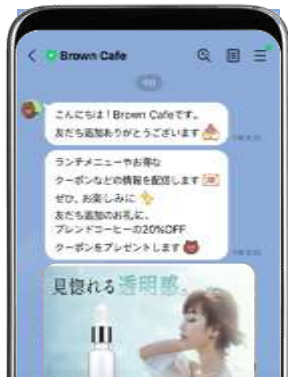 Brown Cafe
今日
こんにちは！Brown Cafeです。
友だち追加ありがとうございます
ランチメニューやお得な
クーポンなどの情報を配信します
ぜひ、お楽しみに
友だち追加のお礼に、
ブレンドコーヒーの20%OFF
クーポンをプレゼントします
見惚れる透明感。